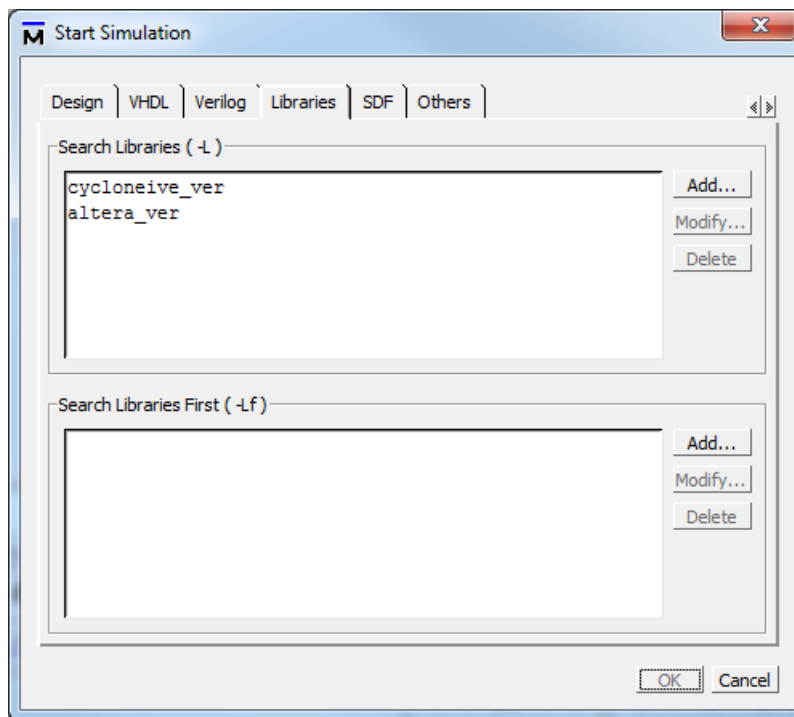 Start Simulation
Design VHDL Verilog Libraries SDF Others
Search Libraries ( -L )
cycloneive_ver
altera_ver
Add...
Modify...
Delete
Search Libraries First ( -Lf )
Add...
Modify...
Delete
OK Cancel